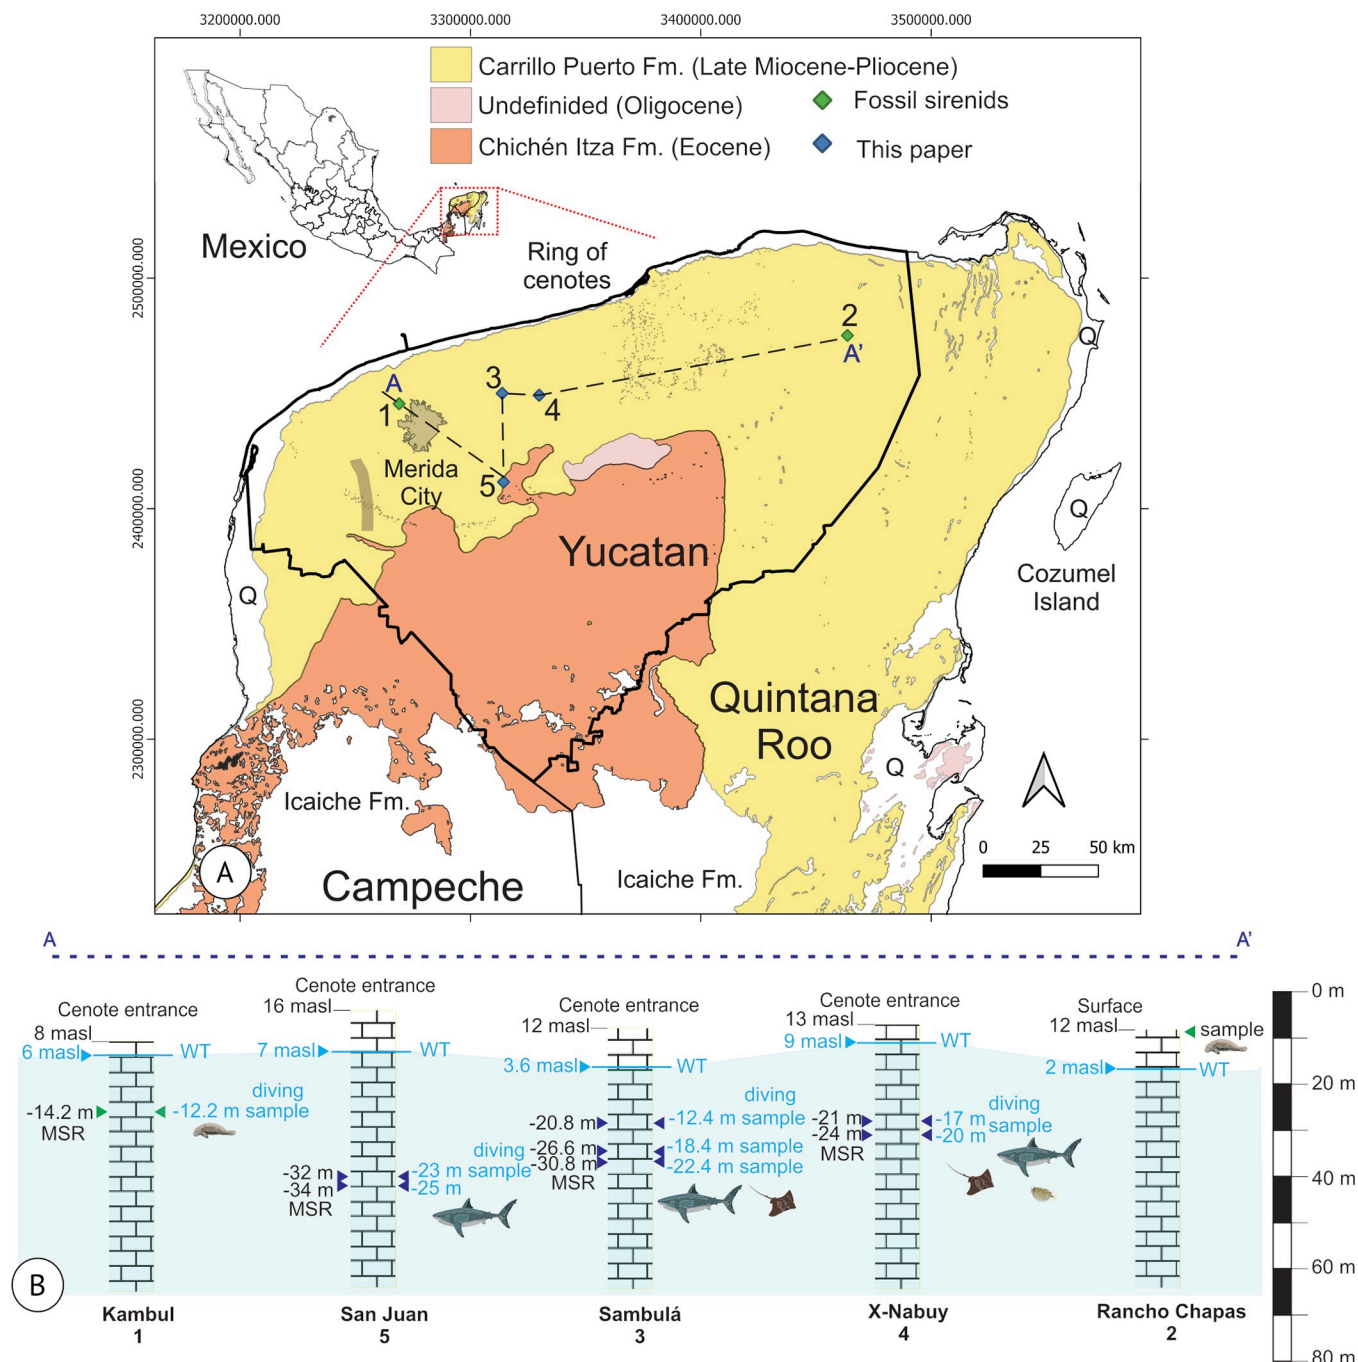 3200000.000
3300000.000
3400000.000
3500000.000
Carrillo Puerto Fm. (Late Miocene-Pliocene)
Undefinided (Oligocene)
Fossil sirenids
Chichén Itza Fm. (Eocene)
This paper
Mexico
Ring of
cenotes
2500000.000
2400000.000
2300000.000
A
1
2
A'
3
4
5
Merida
City
Yucatan
Q
Q
Q
Q
Cozumel
Island
Quintana
Roo
Icaiche Fm.
Icaiche Fm.
Campeche
A
0 25 50 km
A
A'
Cenote entrance
8 masl
6 masl
WT
-14.2 m
MSR
diving
-12.2 m sample
Kambul
1
Cenote entrance
16 masl
7 masl
WT
-32 m
-34 m
MSR
diving
sample
-23 m
-25 m
San Juan
5
Cenote entrance
12 masl
3.6 masl
WT
-20.8 m
-26.6 m
-30.8 m
MSR
diving
-12.4 m sample
-18.4 m sample
-22.4 m sample
Sambulá
3
Cenote entrance
13 masl
9 masl
WT
-21 m
-24 m
MSR
diving
sample
-17 m
-20 m
X-Nabuy
4
Surface
12 masl
sample
2 masl
WT
Rancho Chapas
2
0 m
20 m
40 m
60 m
80 m
B